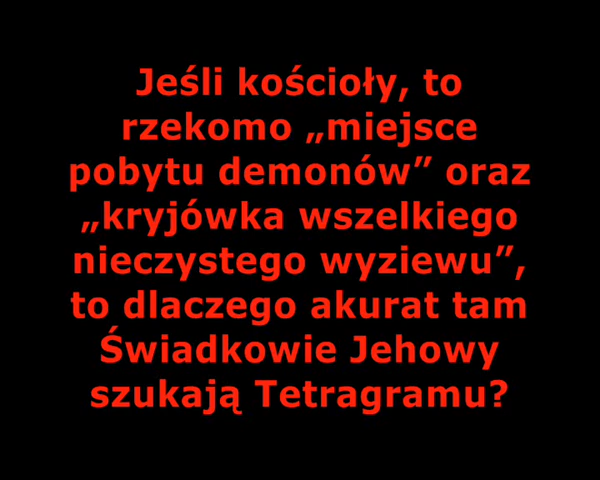 Jeśli kościoły, to
rzekomo „miejsce
pobytu demonów” oraz
„kryjówka wszelkiego
nieczystego wyziewu”,
to dlaczego akurat tam
Świadkowie Jehowy
szukają Tetragramu?